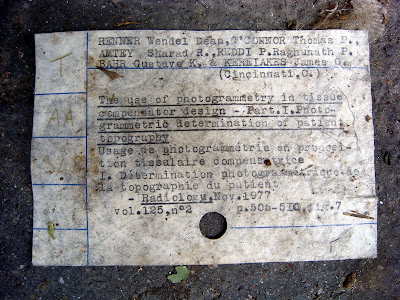 RENNER Wendel Dean, O'CONNOR Thomas P.,
AMTEY Sharad R., REDDI P. Raghunath P.,
BAHR Gustave K. & KEREIAKES James G.
(Cincinnati.O.)
T
The use of photogrammetry in tissue
compensator design - Part.I.Photo-
grammetric determination of patient
topography
AA
Usage de photogrammétrie en
tion tissulaire compensatrice
I. Détermination photogrammétrique de
la topographie du patient
- Radiology, Nov.1977
vol.125,n°2 p.505-510, fig.7